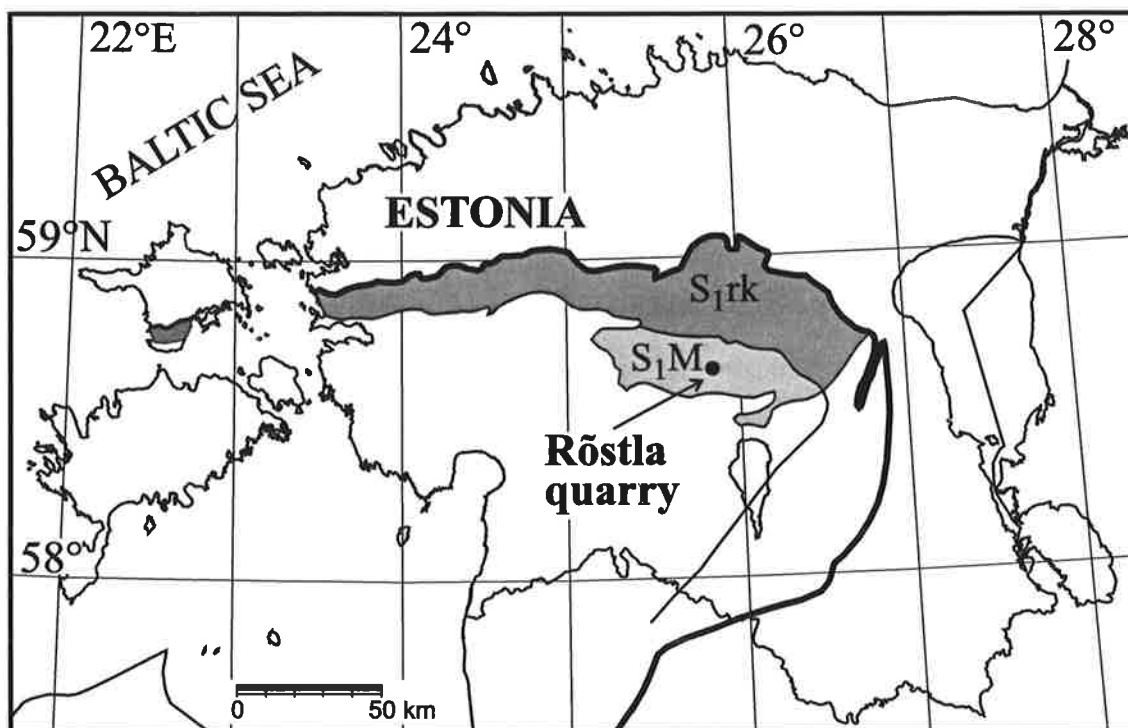 22°E
24°
26°
28°
BALTIC SEA
ESTONIA
59°N
S₁rk
S₁M
Rõstla
quarry
58°
0
50 km